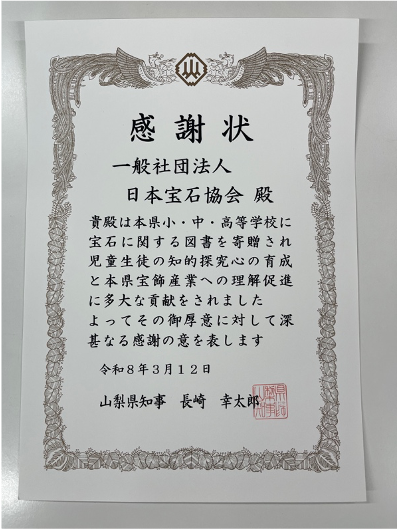 感謝状
一般社団法人
日本宝石協会 殿
貴殿は本県小・中・高等学校に
宝石に関する図書を寄贈され
児童生徒の知的探究心の育成
と本県宝飾産業への理解促進
に多大な貢献をされました
よってその御厚意に対して深
甚なる感謝の意を表します
令和8年3月12日
山梨県知事 長崎 幸太郎